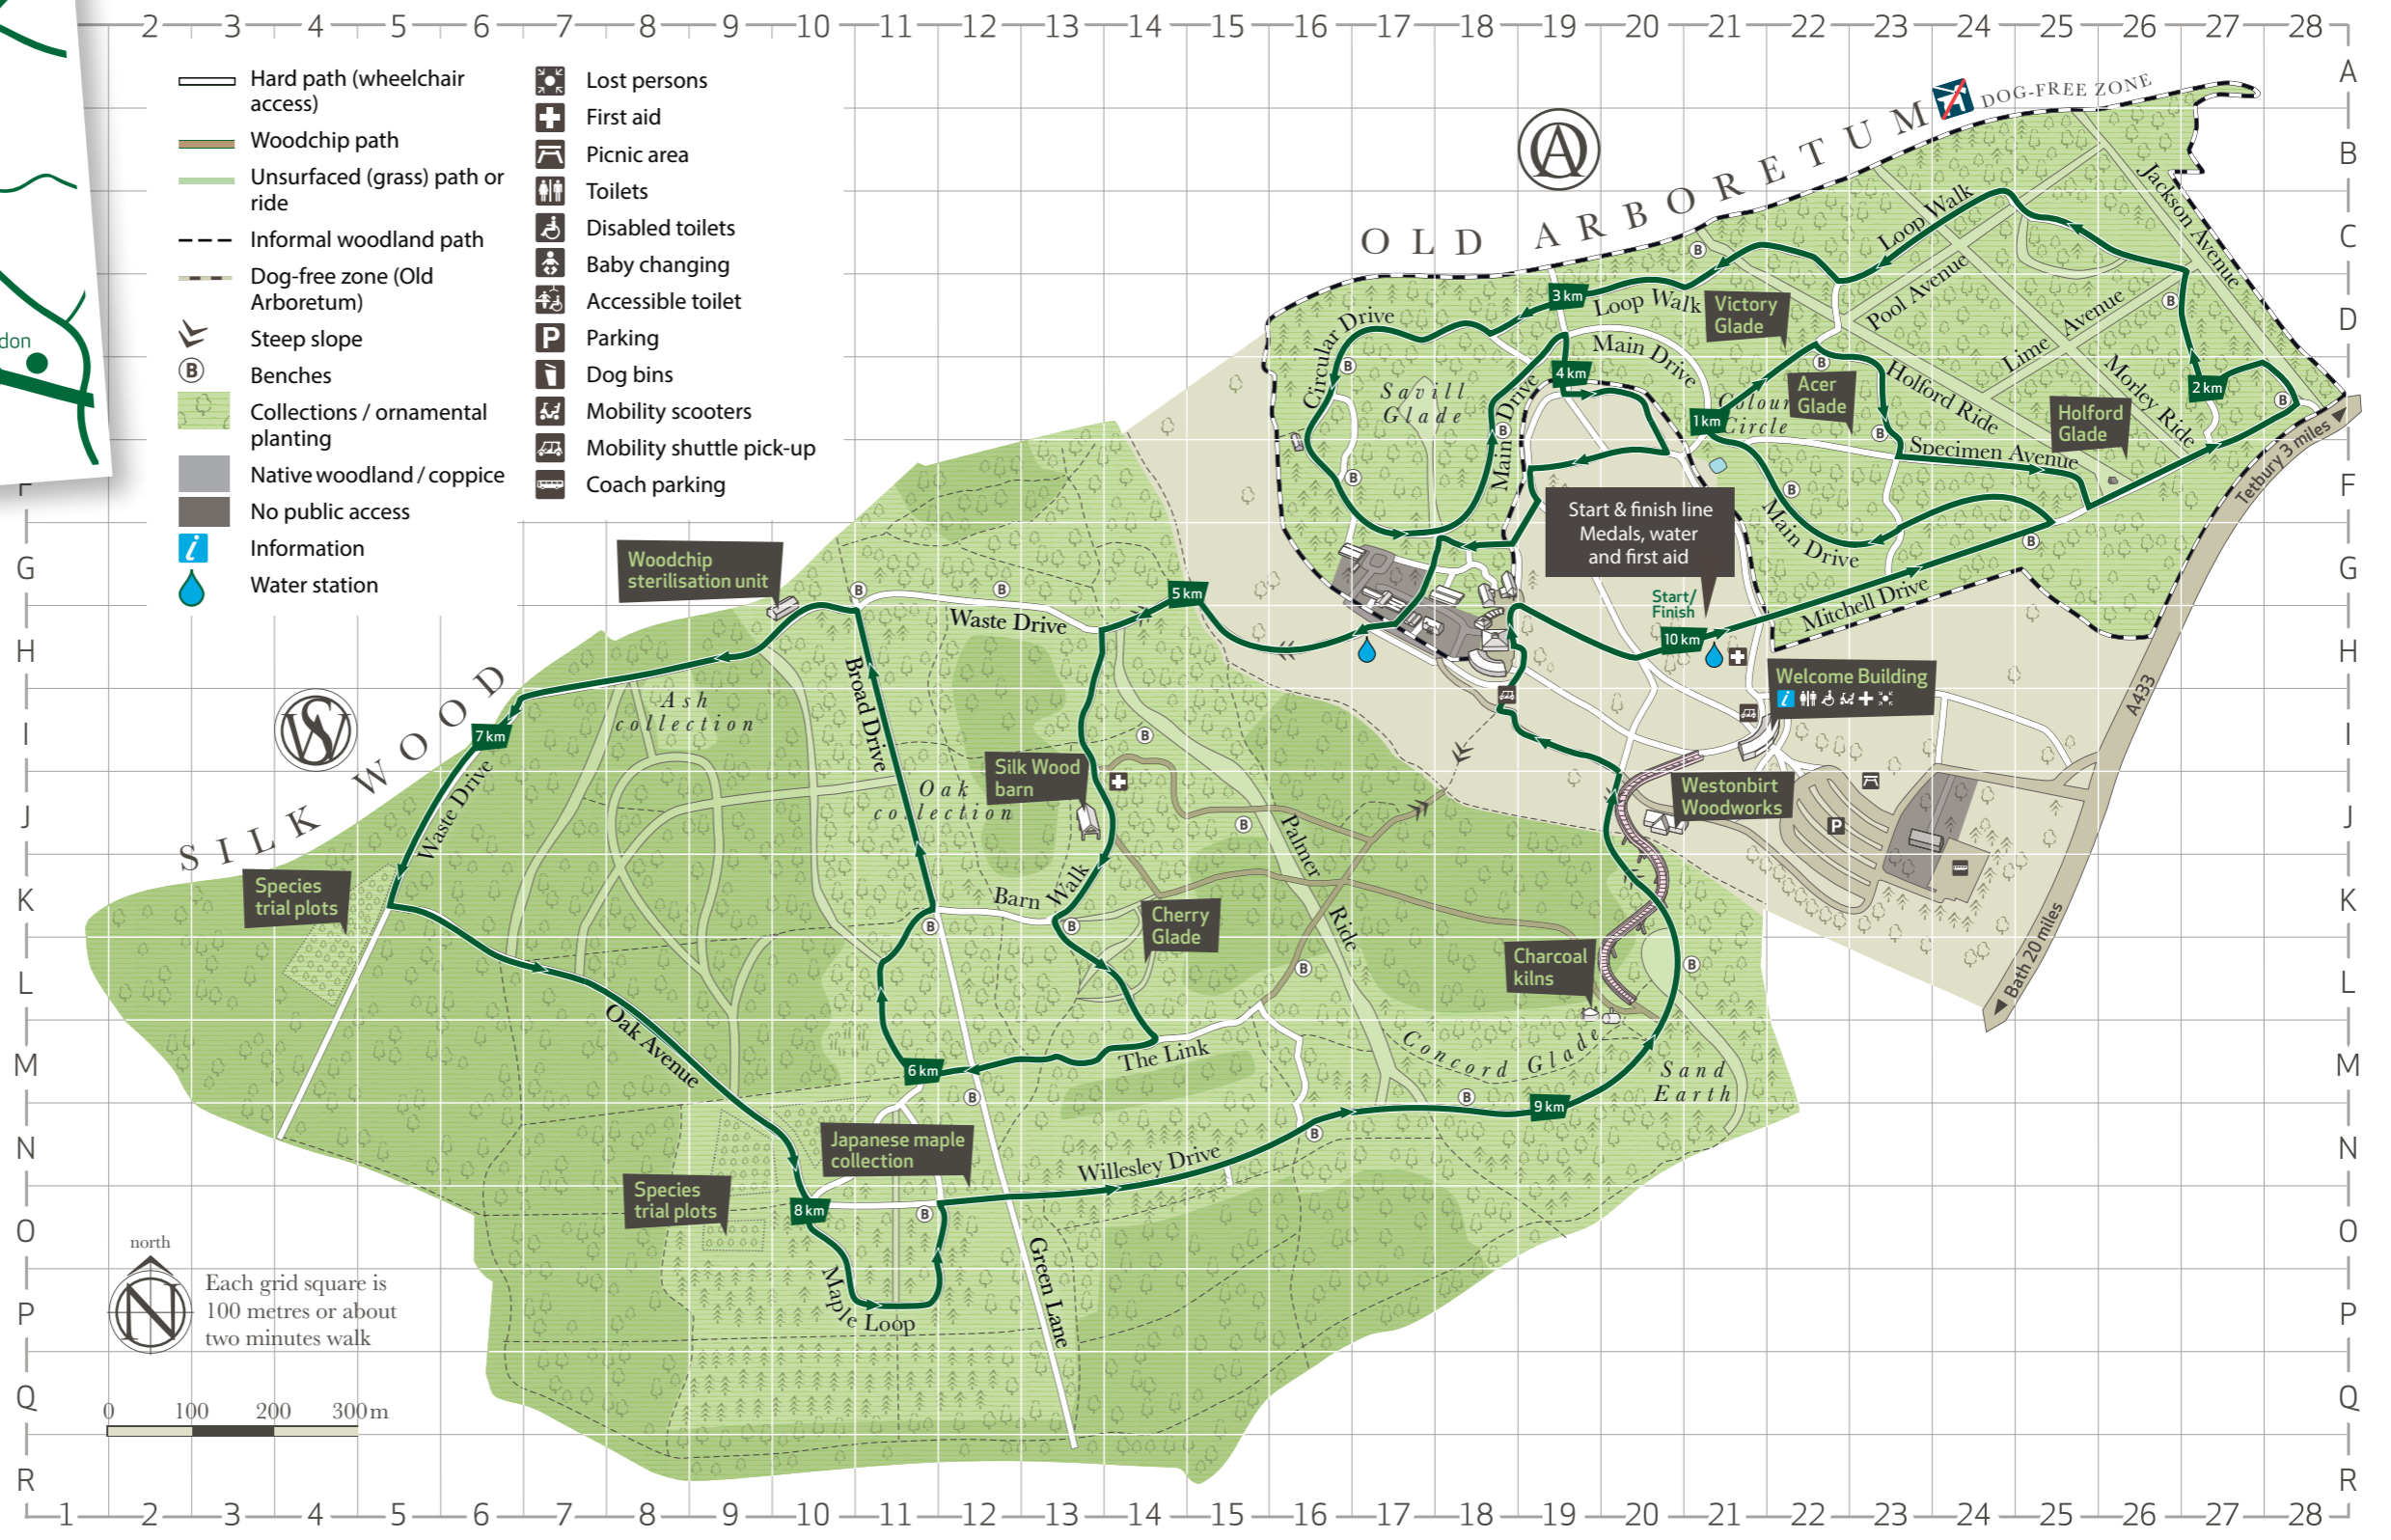 2 3 4 5 6 7 8 9 10 11 12 13 14 15 16 17 18 19 20 21 22 23 24 25 26 27 28
A
B
C
D
F
G
H
I
J
K
L
M
N
O
P
Q
R
don
Hard path (wheelchair
access)
Woodchip path
Unsurfaced (grass) path or
ride
Informal woodland path
Dog-free zone (Old
Arboretum)
Steep slope
B
Benches
Collections / ornamental
planting
Native woodland / coppice
No public access
i
Information
Water station
Lost persons
First aid
Picnic area
Toilets
Disabled toilets
Baby changing
Accessible toilet
P
Parking
Dog bins
Mobility scooters
Mobility shuttle pick-up
Coach parking
A
OLD ARBORETUM
DOG-FREE ZONE
Jackson Avenue
Loop Walk
Pool Avenue
Lime Avenue
Morley Ride
Holford Ride
Specimen Avenue
Victory
Glade
Acer
Glade
Holford
Glade
3 km
Loop Walk
Main Drive
4 km
Circular Drive
Savill
Glade
Main Drive
1 km
Colour
Circle
2 km
Main Drive
Mitchell Drive
Tetbury 3 miles
Start & finish line
Medals, water
and first aid
Start/
Finish
10 km
Welcome Building
i
Westonbirt
Woodworks
P
A433
Bath 20 miles
Woodchip
sterilisation unit
5 km
Waste Drive
Broad Drive
Ash
collection
SW
SILK WOOD
7 km
Waste Drive
Oak
collection
Silk Wood
barn
Barn Walk
Palmer Ride
Species
trial plots
Cherry
Glade
Charcoal
kilns
Oak Avenue
6 km
The Link
Concord Glade
Sand
Earth
9 km
Japanese maple
collection
Willesley Drive
Species
trial plots
8 km
Maple Loop
Green Lane
north
N
Each grid square is
100 metres or about
two minutes walk
0 100 200 300m
1 2 3 4 5 6 7 8 9 10 11 12 13 14 15 16 17 18 19 20 21 22 23 24 25 26 27 28
F
G
H
I
J
K
L
M
N
O
P
Q
R